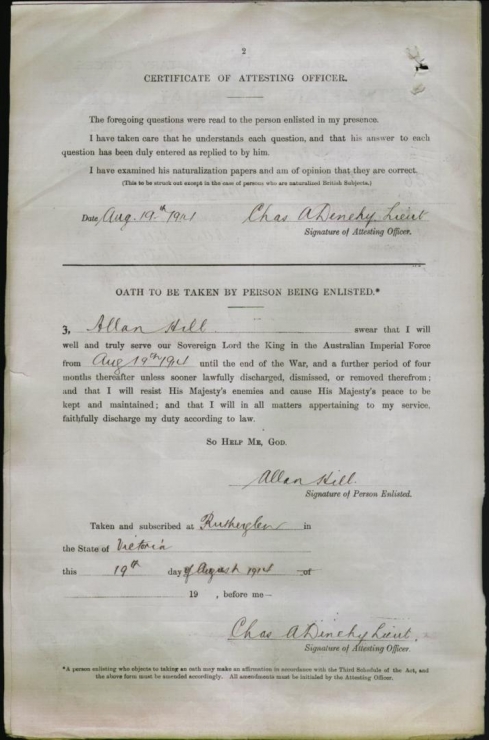 2
CERTIFICATE OF ATTESTING OFFICER.
The foregoing questions were read to the person enlisted in my presence.
I have taken care that he understands each question, and that his answer to each
question has been duly entered as replied to by him.
I have examined his naturalization papers and am of opinion that they are correct.
(This to be struck out except in the case of persons who are naturalized British Subjects.)
Date, Aug. 19th Chas A Denehy, Lieut
Signature of Attesting Officer.
OATH TO BE TAKEN BY PERSON BEING ENLISTED.*
I, Allan Hill swear that I will
well and truly serve our Sovereign Lord the King in the Australian Imperial Force
from Aug 19th until the end of the War, and a further period of four
months thereafter unless sooner lawfully discharged, dismissed, or removed therefrom;
and that I will resist His Majesty's enemies and cause His Majesty's peace to be
kept and maintained; and that I will in all matters appertaining to my service,
faithfully discharge my duty according to law.
SO HELP ME, GOD.
Allan Hill
Signature of Person Enlisted.
Taken and subscribed at Rutherglen in
the State of Victoria
this 19th day of August 1914 of
19 , before me—
Chas A Denehy Lieut.
Signature of Attesting Officer.
*A person enlisting who objects to taking an oath may make an affirmation in accordance with the Third Schedule of the Act, and
the above form must be amended accordingly. All amendments must be initialed by the Attesting Officer.